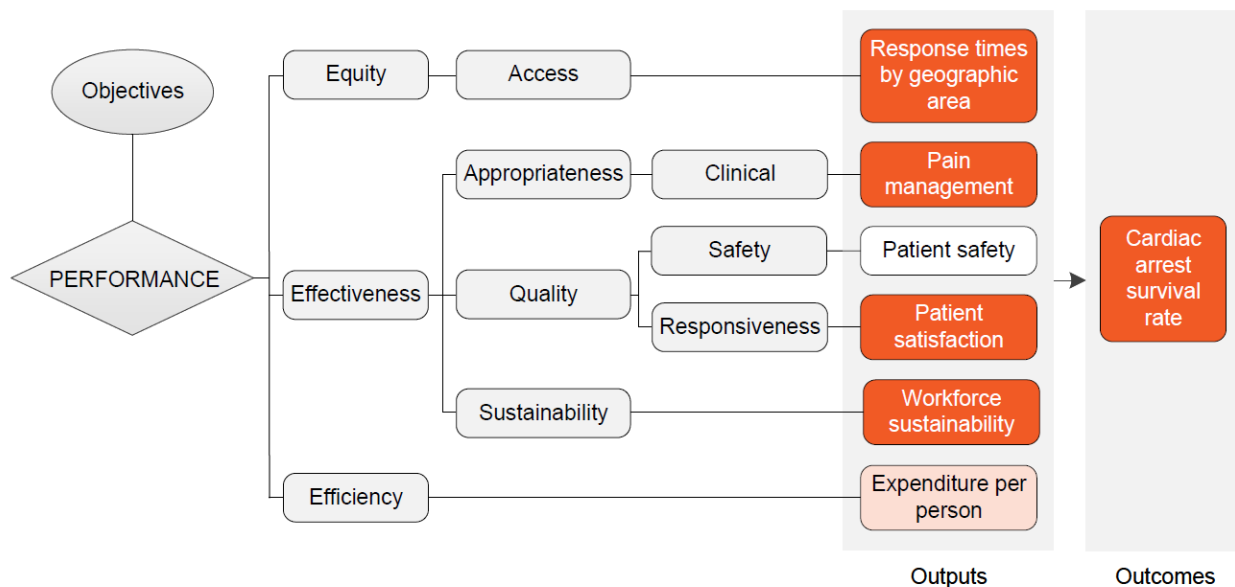 Objectives
PERFORMANCE
Equity
Access
Response times
by geographic
area
Effectiveness
Appropriateness
Clinical
Pain
management
Quality
Safety
Patient safety
Responsiveness
Patient
satisfaction
Sustainability
Workforce
sustainability
Efficiency
Expenditure per
person
Outputs
Cardiac
arrest
survival
rate
Outcomes